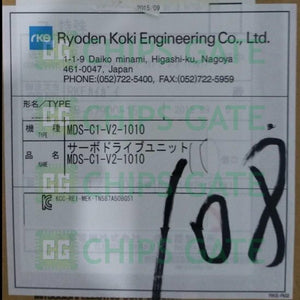 2015.09
RKE Ryoden Koki Engineering Co., Ltd.
1-1-9 Daiko minami, Higashi-ku, Nagoya
461-0047, Japan
PHONE:(052)722-5400, FAX:(052)722-5959
形名/TYPE
機種 MDS-C1-V2-1010
品名 サーボドライブユニット
MDS-C1-V2-1010
108
CHIPS GATE
CHIPS GATE
CHIPS GATE